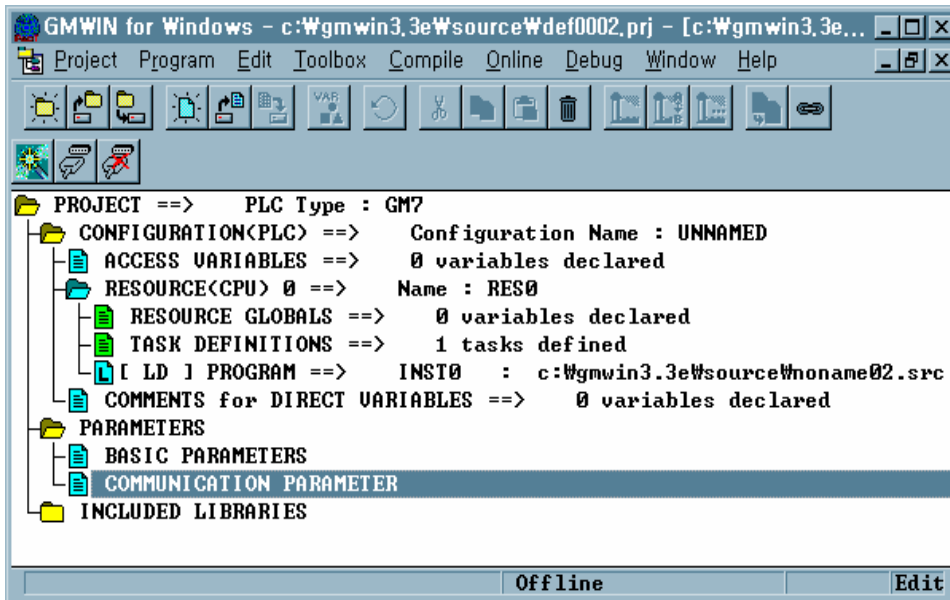 GMWIN for Windows - c:₩gmwin3,3e₩source₩def0002,prj - [c:₩gmwin3,3e...
Project Program Edit Toolbox Compile Online Debug Window Help
VAR
PROJECT ==> PLC Type : GM7
CONFIGURATION(PLC) ==> Configuration Name : UNNAMED
ACCESS VARIABLES ==> 0 variables declared
RESOURCE(CPU) 0 ==> Name : RES0
RESOURCE GLOBALS ==> 0 variables declared
TASK DEFINITIONS ==> 1 tasks defined
L [ LD ] PROGRAM ==> INST0 : c:₩gmwin3.3e₩source₩noname02.src
COMMENTS for DIRECT VARIABLES ==> 0 variables declared
PARAMETERS
BASIC PARAMETERS
COMMUNICATION PARAMETER
INCLUDED LIBRARIES
Offline Edit